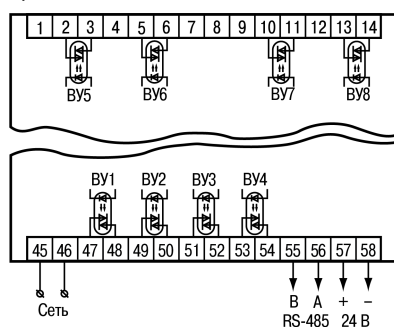 1 2 3 4 5 6 7 8 9 10 11 12 13 14
ВУ5 ВУ6 ВУ7 ВУ8
ВУ1 ВУ2 ВУ3 ВУ4
45 46 47 48 49 50 51 52 53 54 55 56 57 58
Сеть B A + −
RS-485 24 В